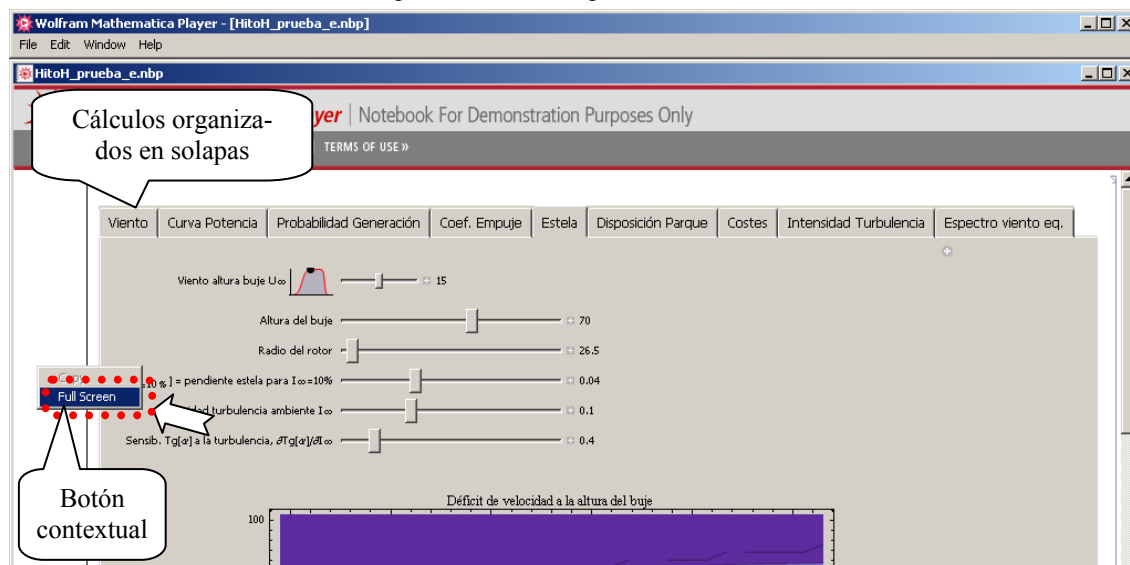 Wolfram Mathematica Player - [HitoH_prueba_e.nbp]
File Edit Window Help
HitoH_prueba_e.nbp
yer | Notebook For Demonstration Purposes Only
TERMS OF USE »
Cálculos organiza-
dos en solapas
Viento Curva Potencia Probabilidad Generación Coef. Empuje Estela Disposición Parque Costes Intensidad Turbulencia Espectro viento eq.
Viento altura buje U∞ 15
Altura del buje 70
Radio del rotor 26.5
=10 % ] = pendiente estela para I∞=10% 0.04
turbulencia ambiente I∞ 0.1
Sensib. Tg[α] a la turbulencia, ∂Tg[α]/∂I∞ 0.4
Copy
Full Screen
Botón
contextual
Déficit de velocidad a la altura del buje
100